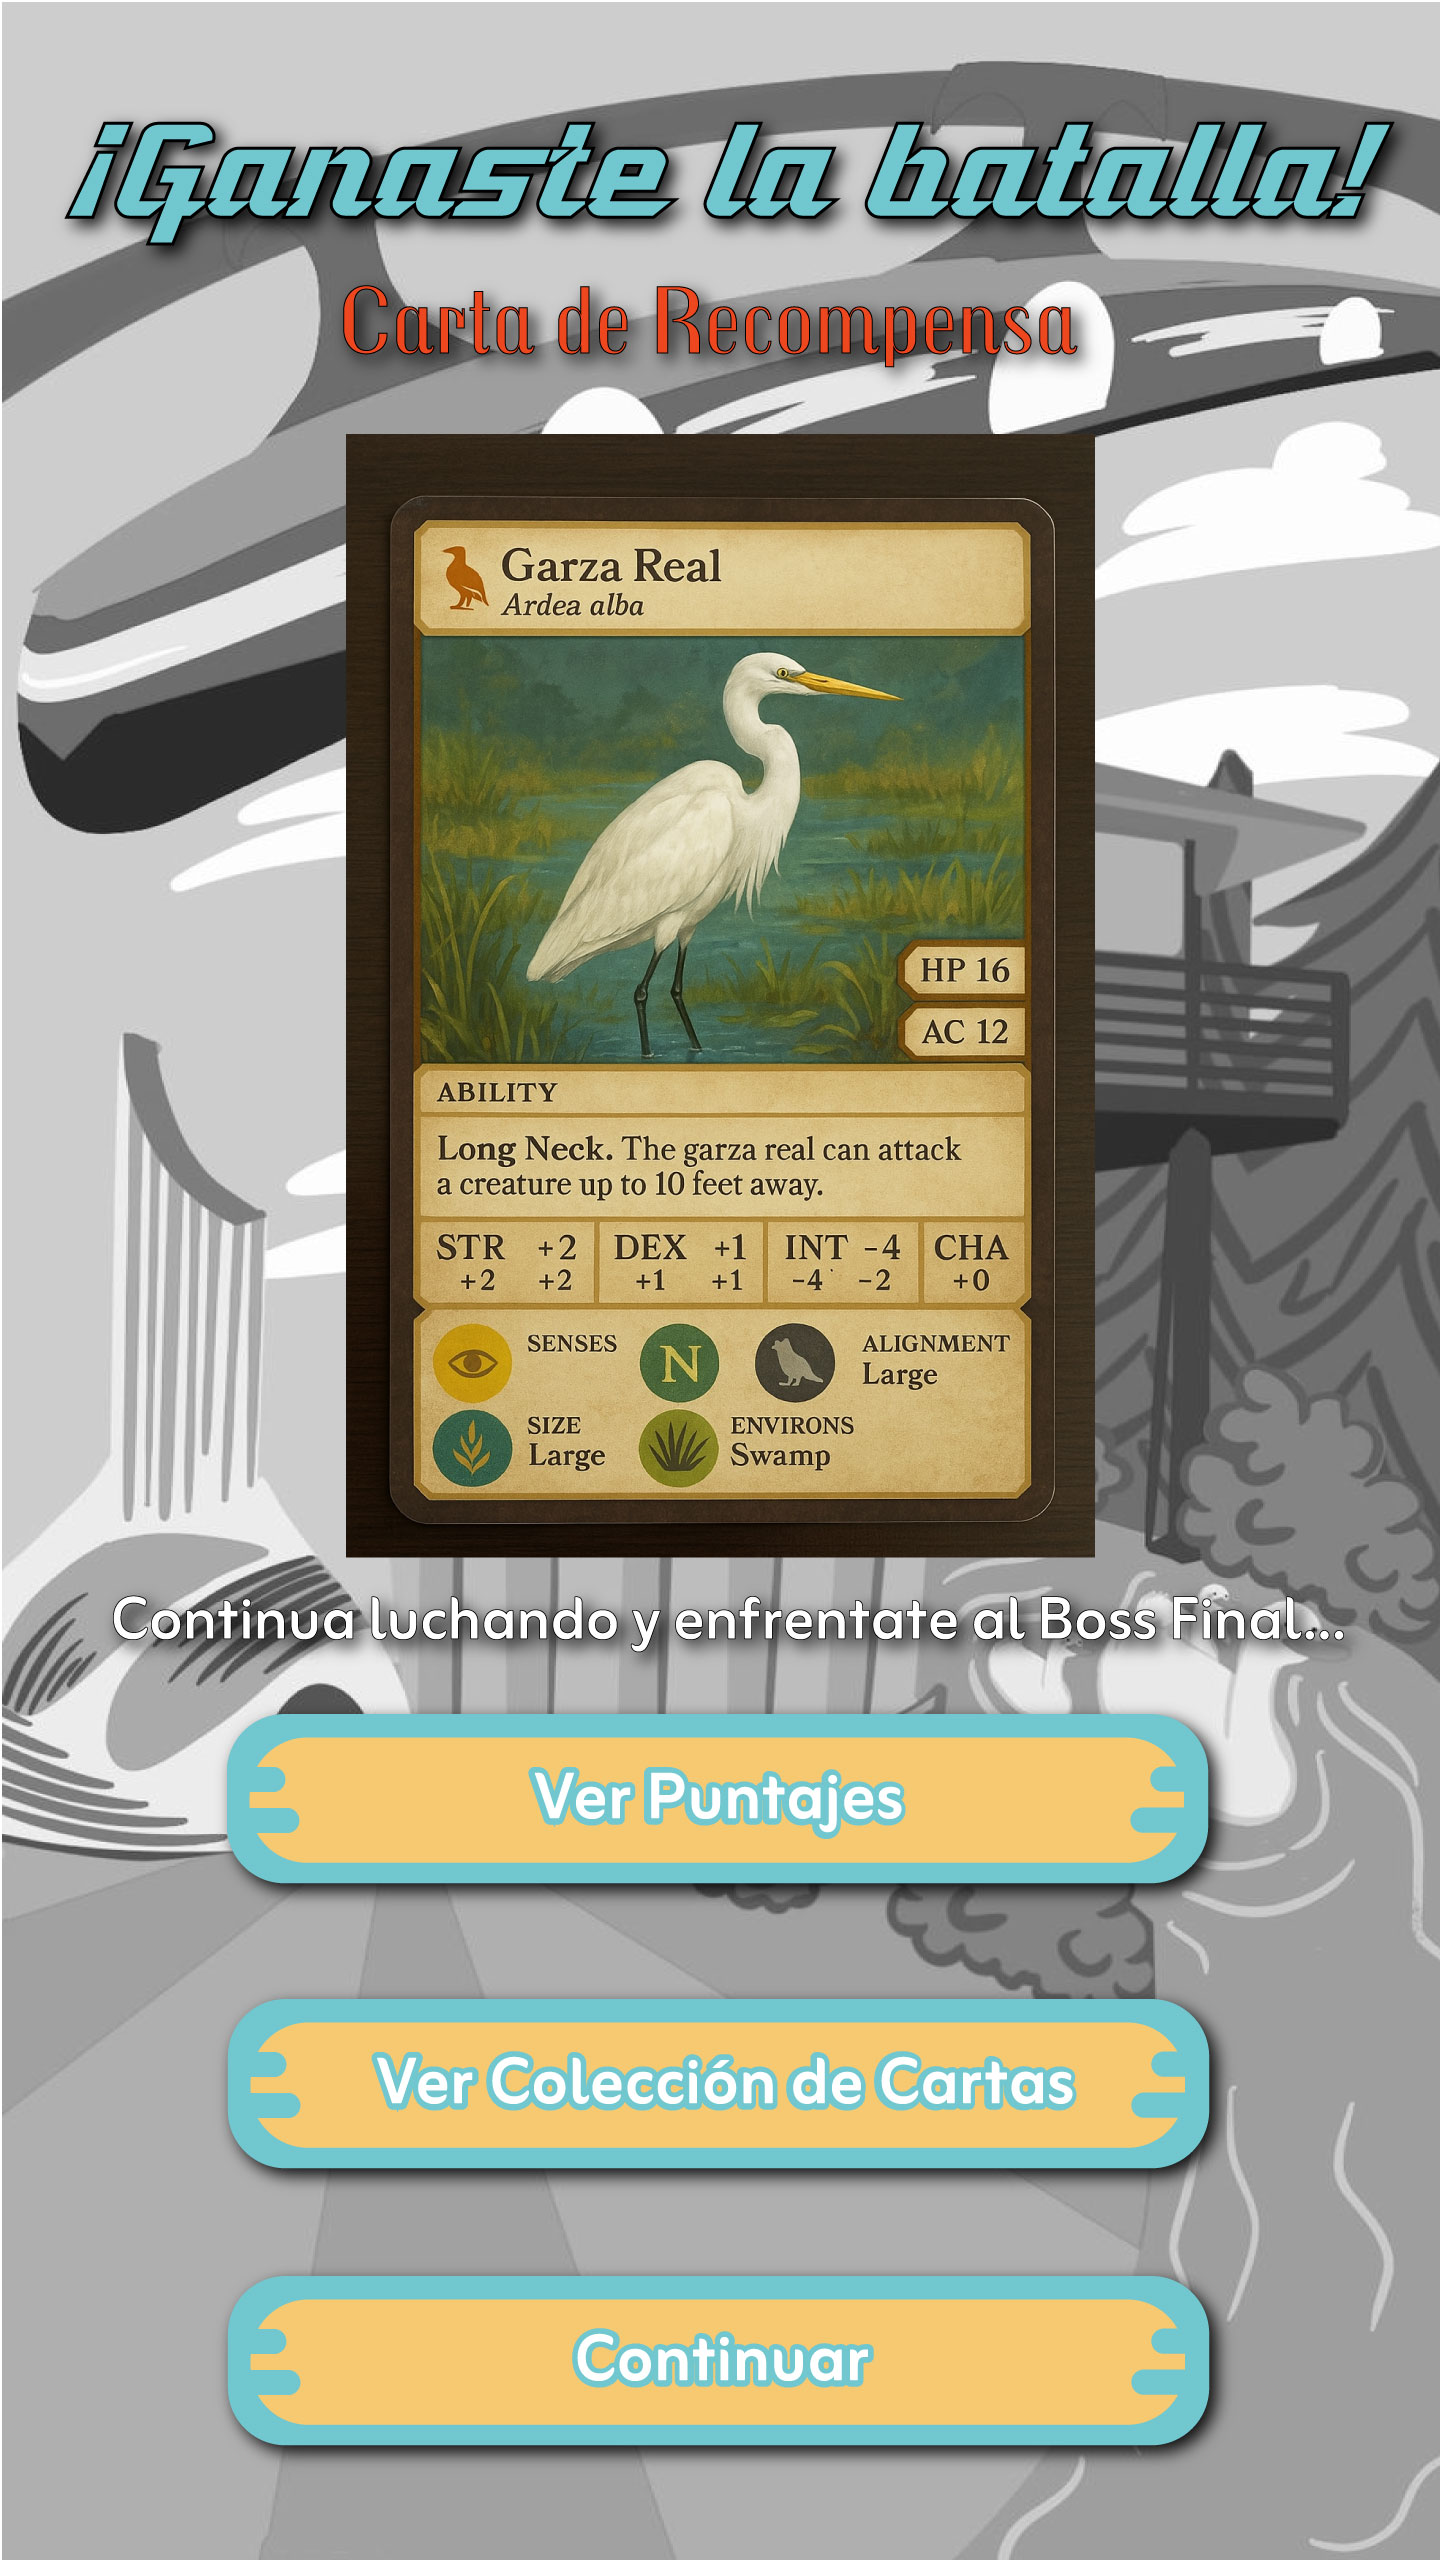 ¡Ganaste la batalla!
Carta de Recompensa
Garza Real
Ardea alba
HP 16
AC 12
ABILITY
Long Neck. The garza real can attack
a creature up to 10 feet away.
STR +2 DEX +1 INT -4 CHA
+2 +2 +1 +1 -4 -2 +0
SENSES N ALIGNMENT
Large
SIZE ENVIRONS
Large Swamp
Continua luchando y enfrentate al Boss Final...
Ver Puntajes
Ver Colección de Cartas
Continuar